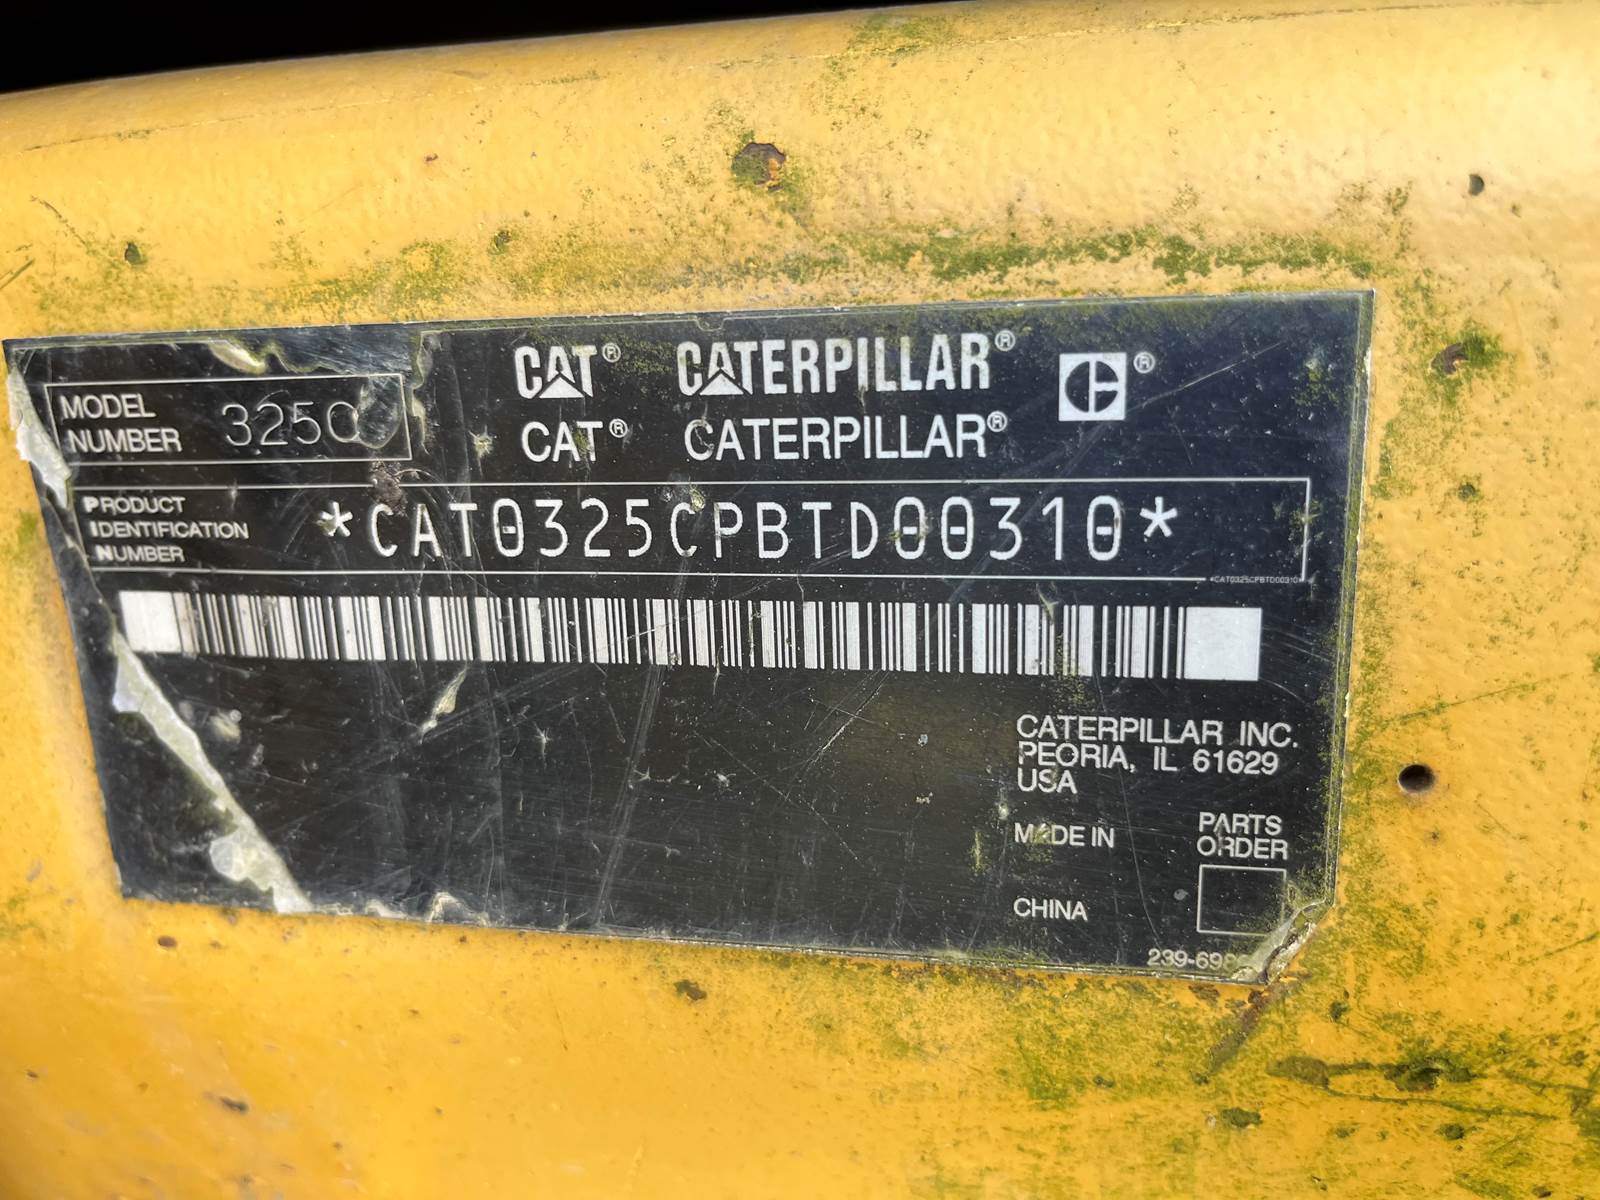 CAT® CATERPILLAR® ®
CAT® CATERPILLAR®
MODEL
NUMBER 325C
PRODUCT
IDENTIFICATION
NUMBER
*CAT0325CPBTD00310*
*CAT0325CPBTD00310*
CATERPILLAR INC.
PEORIA, IL 61629
USA
MADE IN
CHINA
PARTS
ORDER